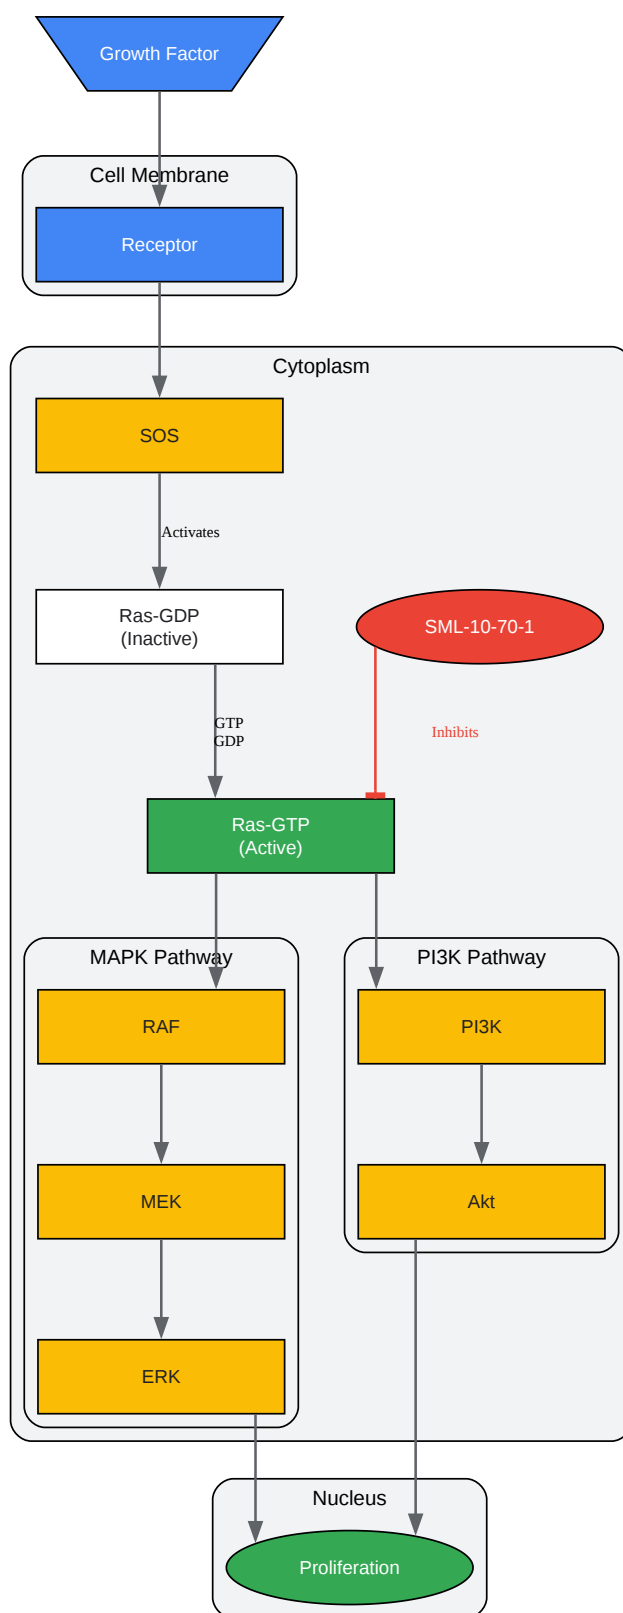 Growth Factor
Cell Membrane
Receptor
Cytoplasm
SOS
Activates
Ras-GDP
(Inactive)
SML-10-70-1
GTP
GDP
Inhibits
Ras-GTP
(Active)
MAPK Pathway
PI3K Pathway
RAF
PI3K
MEK
Akt
ERK
Nucleus
Proliferation